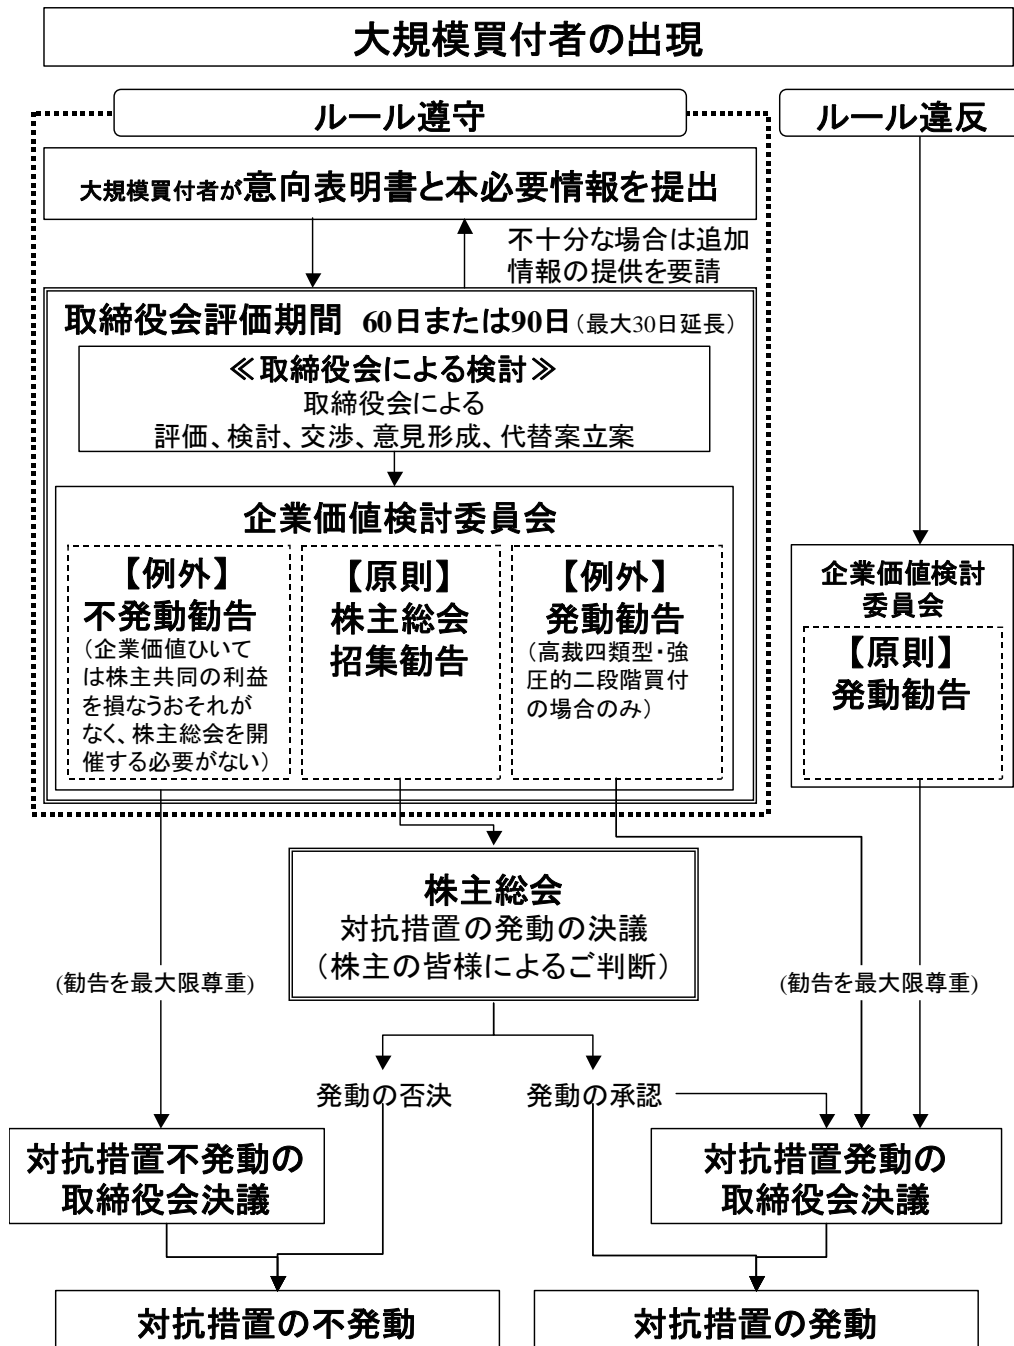 大規模買付者の出現
ルール遵守
ルール違反
大規模買付者が意向表明書と本必要情報を提出
不十分な場合は追加
情報の提供を要請
取締役会評価期間 60日または90日(最大30日延長)
≪取締役会による検討≫
取締役会による
評価、検討、交渉、意見形成、代替案立案
企業価値検討委員会
【例外】
不発動勧告
(企業価値ひいて
は株主共同の利益
を損なうおそれが
なく、株主総会を開
催する必要がない)
【原則】
株主総会
招集勧告
【例外】
発動勧告
(高裁四類型・強
圧的二段階買付
の場合のみ)
企業価値検討
委員会
【原則】
発動勧告
株主総会
対抗措置の発動の決議
(株主の皆様によるご判断)
(勧告を最大限尊重)
(勧告を最大限尊重)
発動の否決
発動の承認
対抗措置不発動の
取締役会決議
対抗措置発動の
取締役会決議
対抗措置の不発動
対抗措置の発動